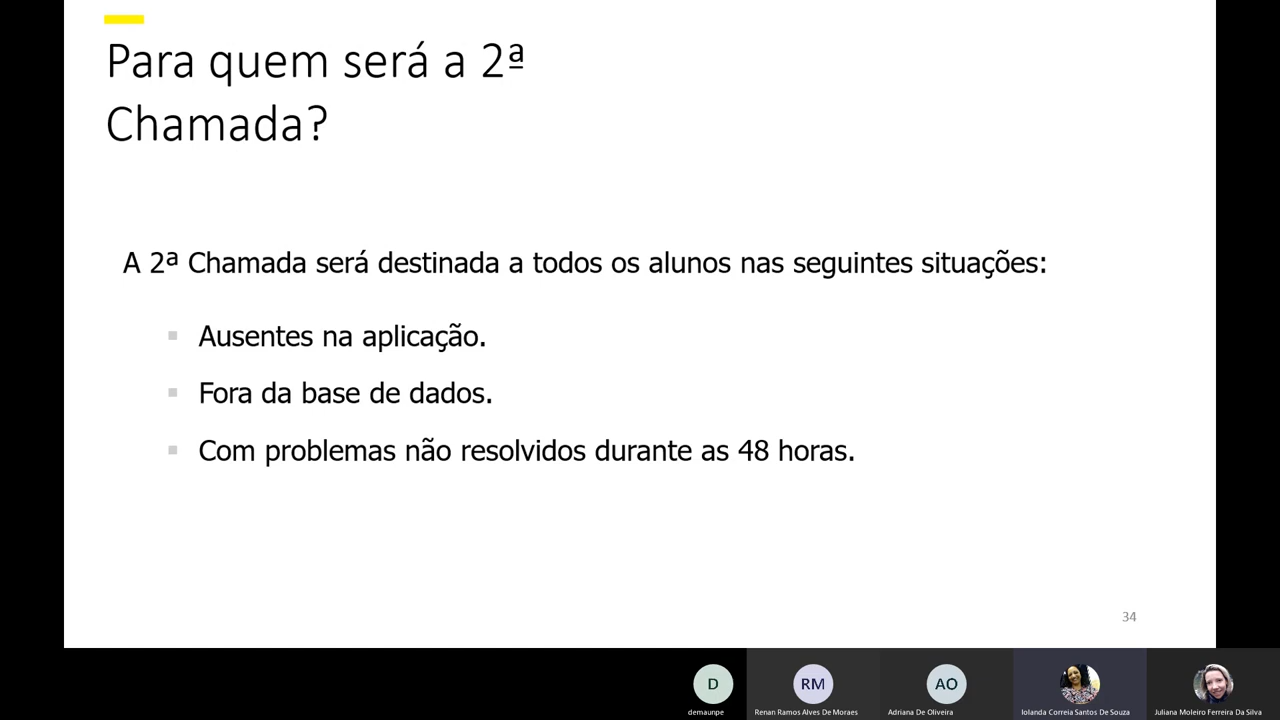 Para quem será a 2ª
Chamada?
A 2ª Chamada será destinada a todos os alunos nas seguintes situações:
Ausentes na aplicação.
Fora da base de dados.
Com problemas não resolvidos durante as 48 horas.
34
D
RM
AO
demaunpe
Renan Ramos Alves De Moraes
Adriana De Oliveira
Iolanda Correia Santos De Souza
Juliana Moleiro Ferreira Da Silva